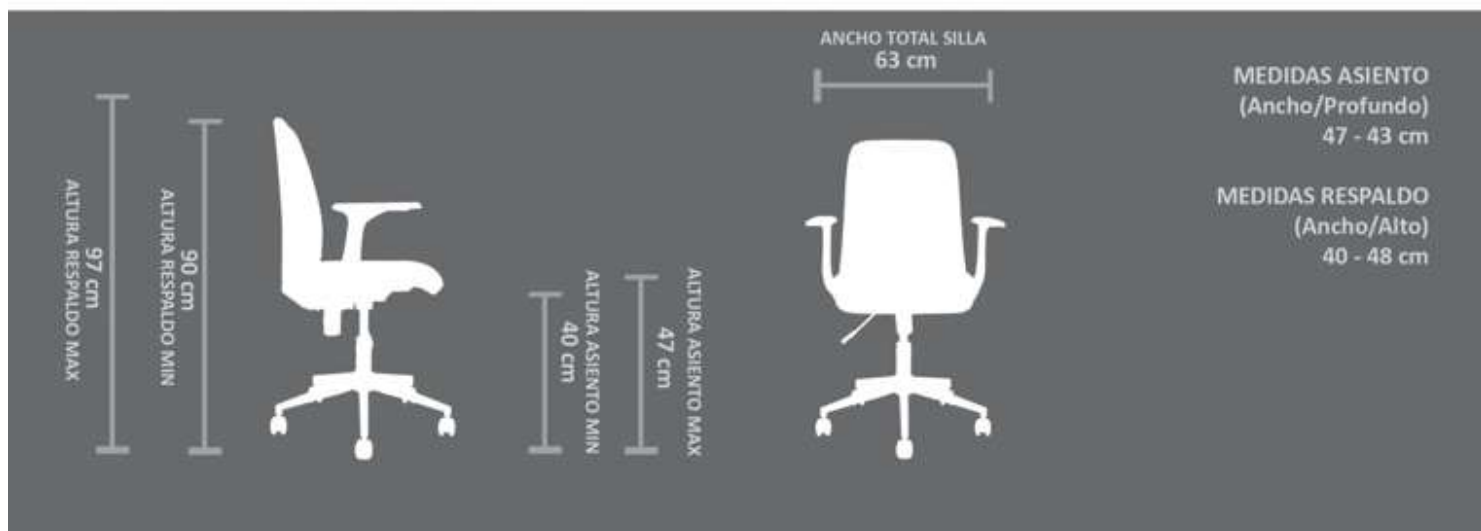 ANCHO TOTAL SILLA
63 cm
MEDIDAS ASIENTO
(Ancho/Profundo)
47 - 43 cm
MEDIDAS RESPALDO
(Ancho/Alto)
40 - 48 cm
97 cm
ALTURA RESPALDO MAX
90 cm
ALTURA RESPALDO MIN
ALTURA ASIENTO MIN
40 cm
ALTURA ASIENTO MAX
47 cm